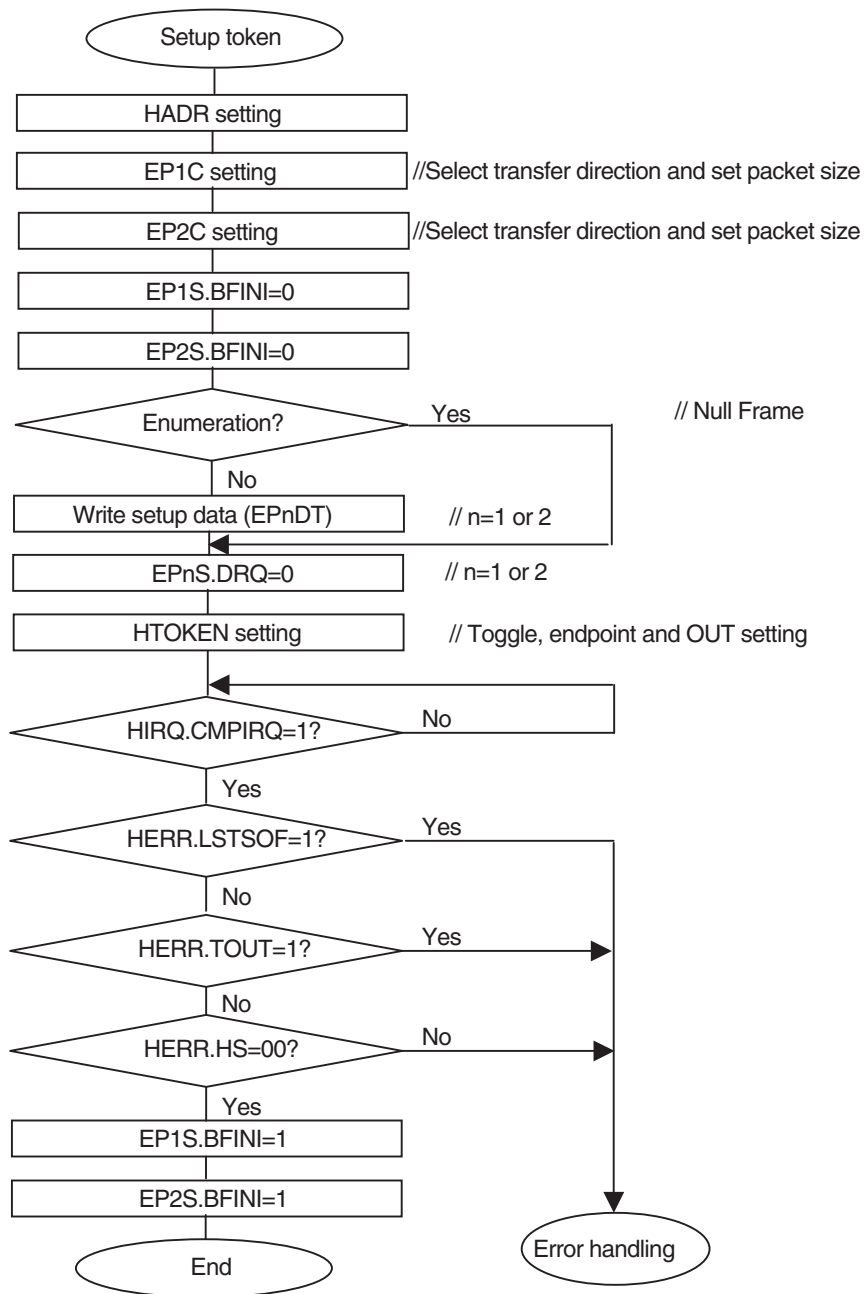 Setup token
HADR setting
EP1C setting //Select transfer direction and set packet size
EP2C setting //Select transfer direction and set packet size
EP1S.BFINI=0
EP2S.BFINI=0
Enumeration? Yes // Null Frame
No
Write setup data (EPnDT) // n=1 or 2
EPnS.DRQ=0 // n=1 or 2
HTOKEN setting // Toggle, endpoint and OUT setting
HIRQ.CMPIRQ=1? No
Yes
HERR.LSTSOF=1? Yes
No
HERR.TOUT=1? Yes
No
HERR.HS=00? No
Yes
EP1S.BFINI=1
EP2S.BFINI=1
End
Error handling